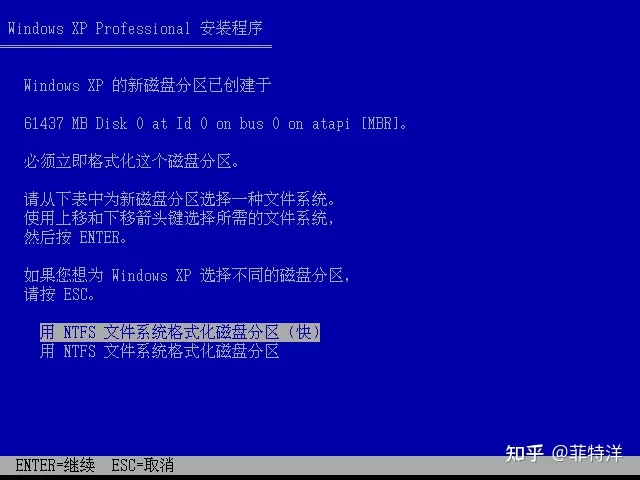 Windows XP Professional 安装程序
Windows XP 的新磁盘分区已创建于
61437 MB Disk 0 at Id 0 on bus 0 on atapi [MBR]。
必须立即格式化这个磁盘分区。
请从下表中为新磁盘分区选择一种文件系统。
使用上移和下移箭头键选择所需的文件系统，
然后按 ENTER。
如果您想为 Windows XP 选择不同的磁盘分区，
请按 ESC。
用 NTFS 文件系统格式化磁盘分区（快）
用 NTFS 文件系统格式化磁盘分区
ENTER=继续 ESC=取消
知乎 @菲特洋